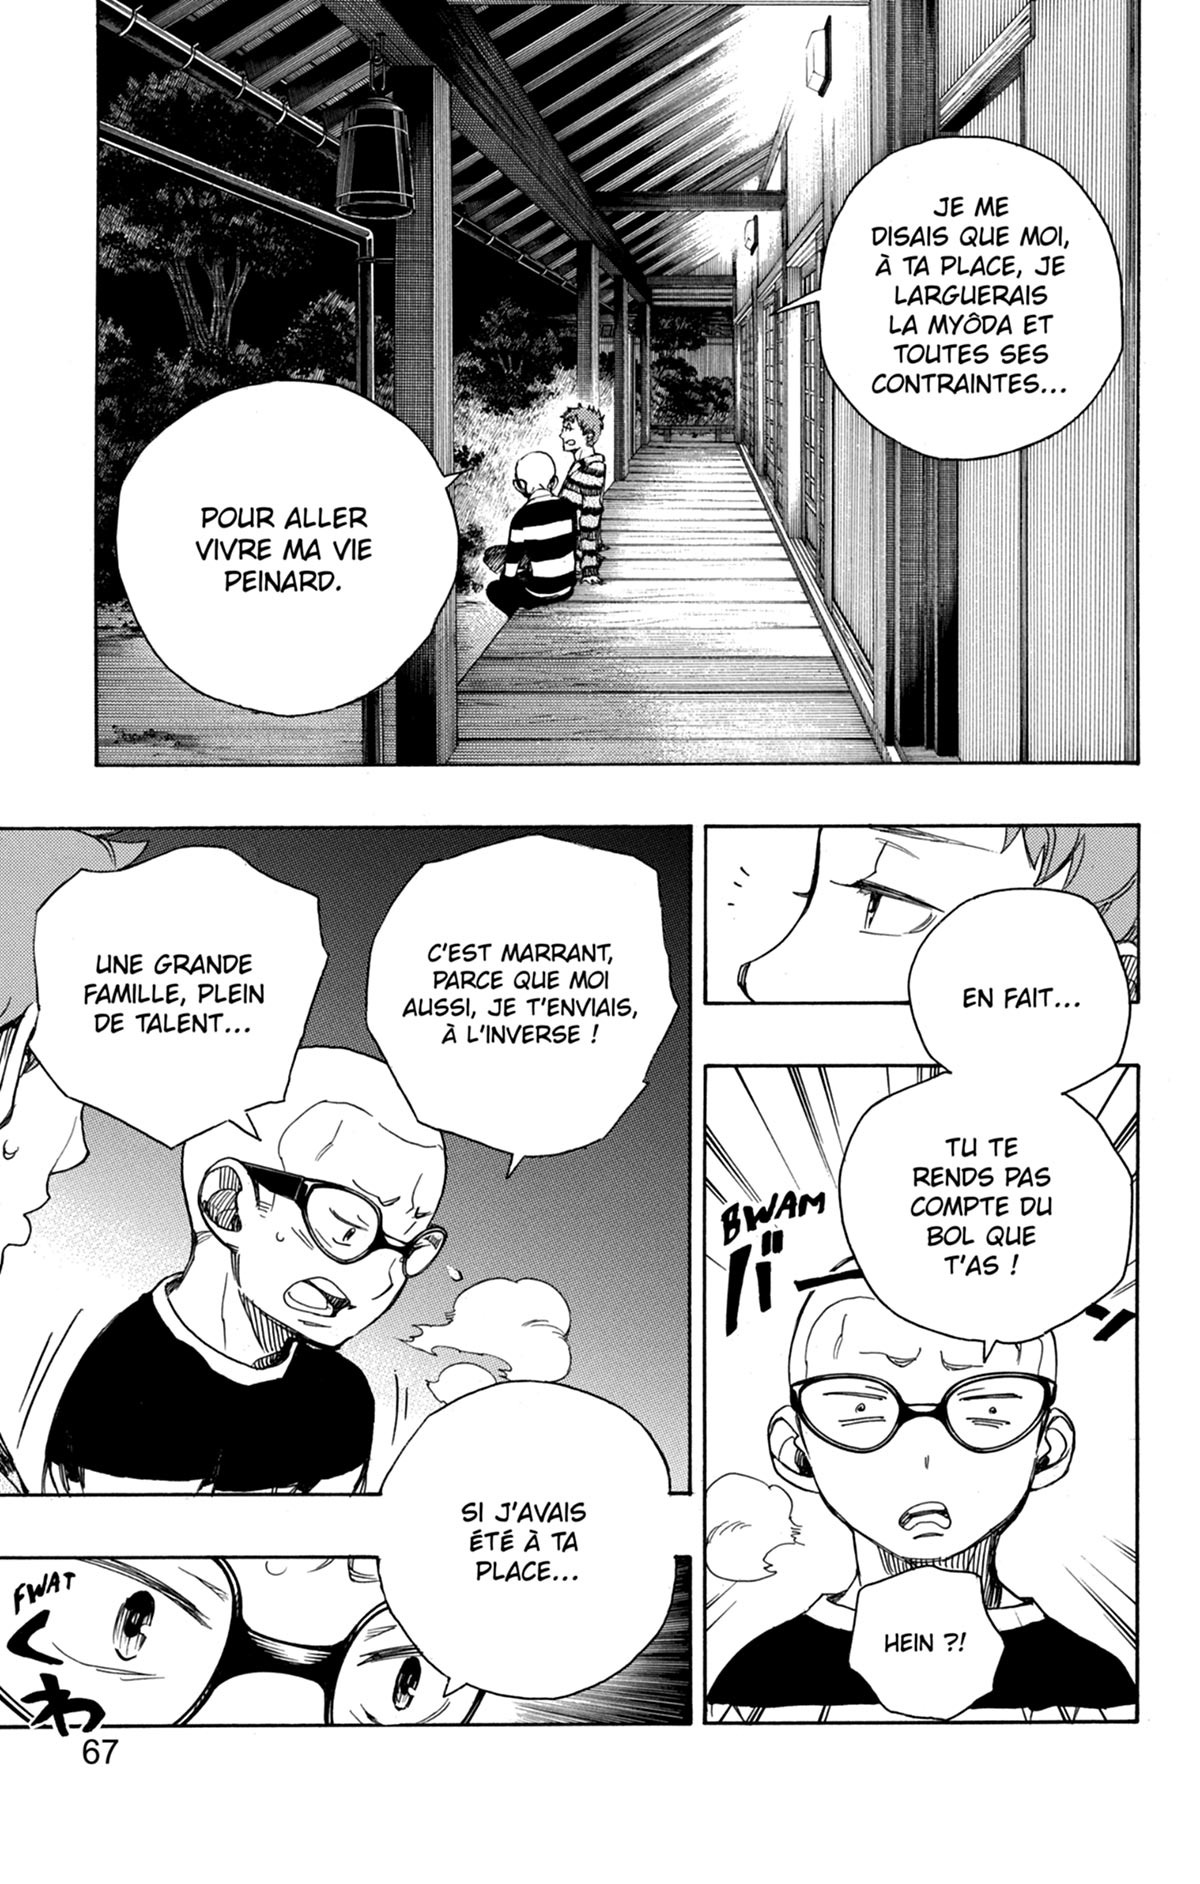 JE ME
DISAIS QUE MOI,
À TA PLACE, JE
LARGUERAIS
LA MYÔDA ET
TOUTES SES
CONTRAINTES...
POUR ALLER
VIVRE MA VIE
PEINARD.
EN FAIT...
TU TE
RENDS PAS
COMPTE DU
BOL QUE
T'AS !
BWAM
バーン
HEIN ?!
C'EST MARRANT,
PARCE QUE MOI
AUSSI, JE T'ENVIAIS,
À L'INVERSE !
UNE GRANDE
FAMILLE, PLEIN
DE TALENT...
SI J'AVAIS
ÉTÉ À TA
PLACE...
FWAT
くわ
67